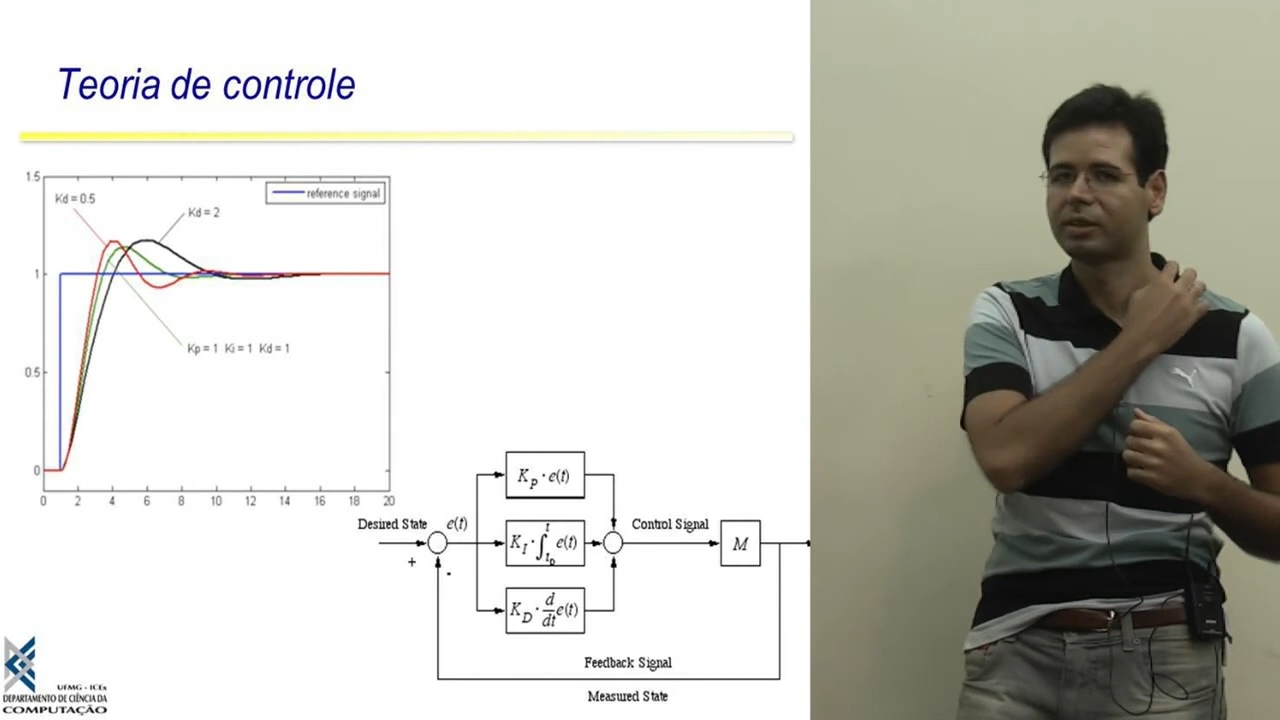 Teoria de controle
1.5
Kd = 0.5
Kd = 2
reference signal
1
Kp = 1 Ki = 1 Kd = 1
0.5
0
0 2 4 6 8 10 12 14 16 18 20
K_P · e(t)
Desired State
e(t)
Control Signal
K_I · ∫_{t_0}^{t} e(t)
M
+
-
K_D · d/dt e(t)
Feedback Signal
Measured State
UFMG - ICEx
DEPARTAMENTO DE CIÊNCIA DA
COMPUTAÇÃO